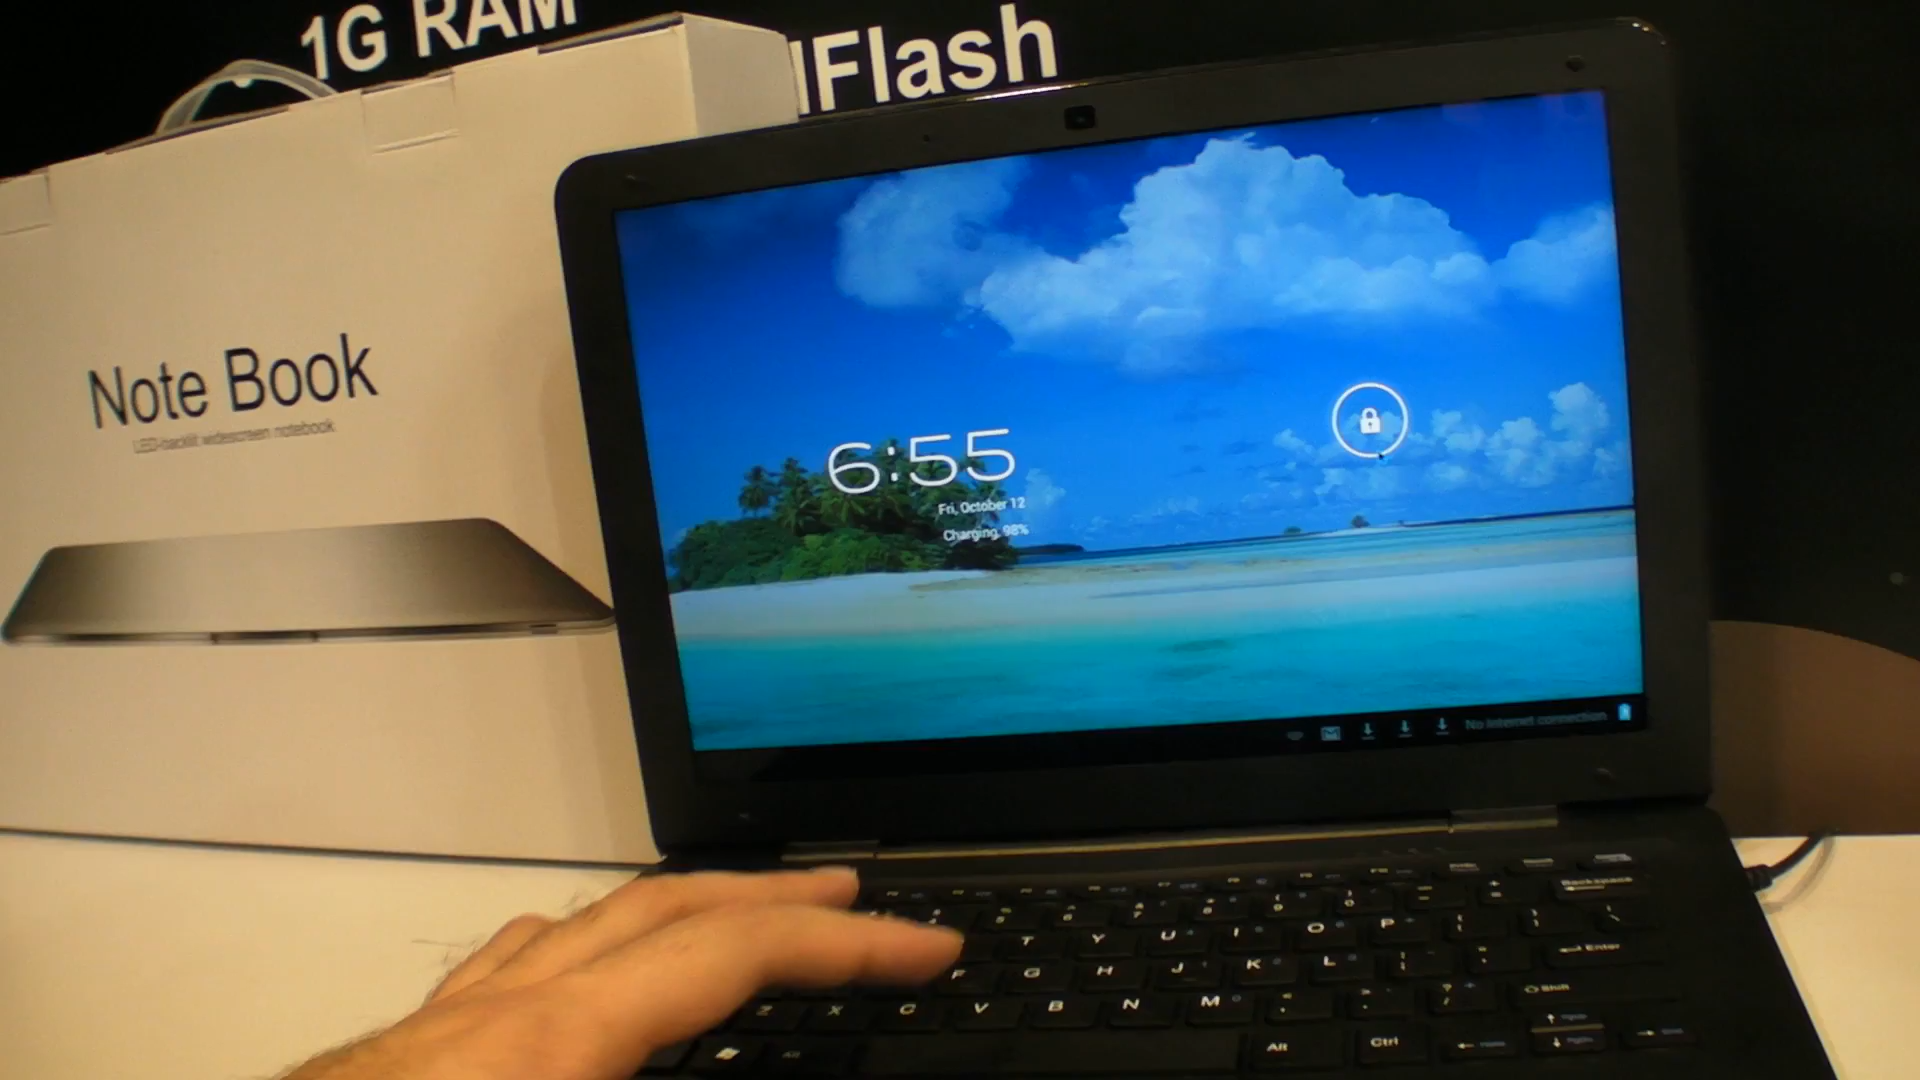 1G RAM
Flash
Note Book
LED-backlit widescreen notebook
6:55
Fri, October 12
Charging, 98%
No Internet connection
Backspace
T Y U I O P
Enter
F G H J K L
Shift
Z X C V B N M
Alt Ctrl